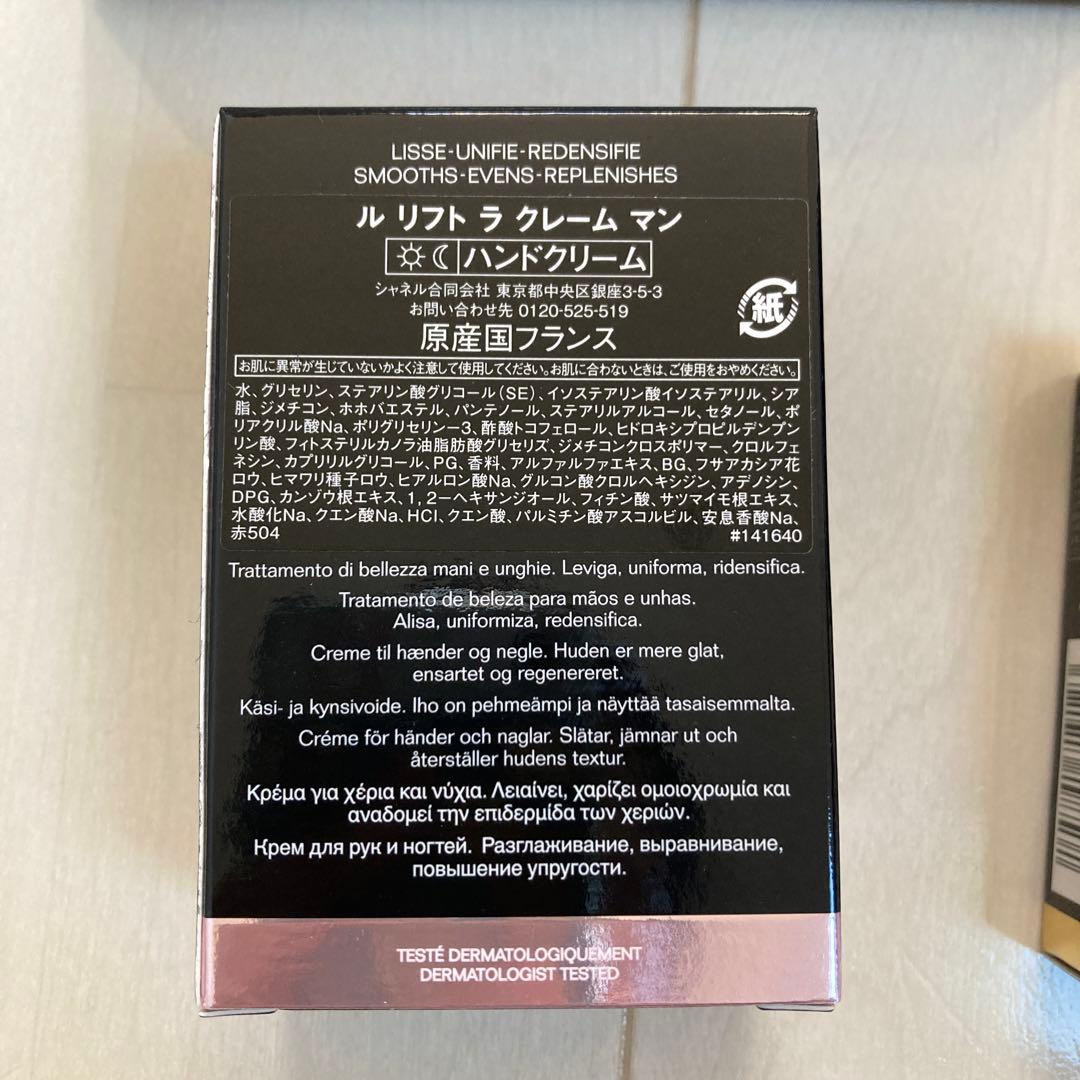 LISSE-UNIFIE-REDENSIFIE
SMOOTHS-EVENS-REPLENISHES
ル リフト ラ クレーム マン
ハンドクリーム
シャネル合同会社 東京都中央区銀座3-5-3
お問い合わせ先 0120-525-519
原産国フランス
紙
お肌に異常が生じていないかよく注意して使用してください。お肌に合わないときは、ご使用をおやめください。
水、グリセリン、ステアリン酸グリコール(SE)、イソステアリン酸イソステアリル、シア
脂、ジメチコン、ホホバエステル、パンテノール、ステアリルアルコール、セタノール、ポ
リアクリル酸Na、ポリグリセリン-3、酢酸トコフェロール、ヒドロキシプロピルデンプン
リン酸、フィトステリルカノラ油脂肪酸グリセリズ、ジメチコンクロスポリマー、クロルフェ
ネシン、カプリリルグリコール、PG、香料、アルファルファエキス、BG、フサアカシア花
ロウ、ヒマワリ種子ロウ、ヒアルロン酸Na、グルコン酸クロルヘキシジン、アデノシン、
DPG、カンゾウ根エキス、1, 2-ヘキサンジオール、フィチン酸、サツマイモ根エキス、
水酸化Na、クエン酸Na、HCl、クエン酸、パルミチン酸アスコルビル、安息香酸Na、
赤504 #141640
Trattamento di bellezza mani e unghie. Leviga, uniforma, ridensifica.
Tratamento de beleza para mãos e unhas.
Alisa, uniformiza, redensifica.
Creme til hænder og negle. Huden er mere glat,
ensartet og regenereret.
Käsi- ja kynsivoide. Iho on pehmeämpi ja näyttää tasaisemmalta.
Créme för händer och naglar. Slätar, jämnar ut och
återställer hudens textur.
Κρέμα για χέρια και νύχια. Λειαίνει, χαρίζει ομοιοχρωμία και
αναδομεί την επιδερμίδα των χεριών.
Крем для рук и ногтей. Разглаживание, выравнивание,
повышение упругости.
TESTÉ DERMATOLOGIQUEMENT
DERMATOLOGIST TESTED